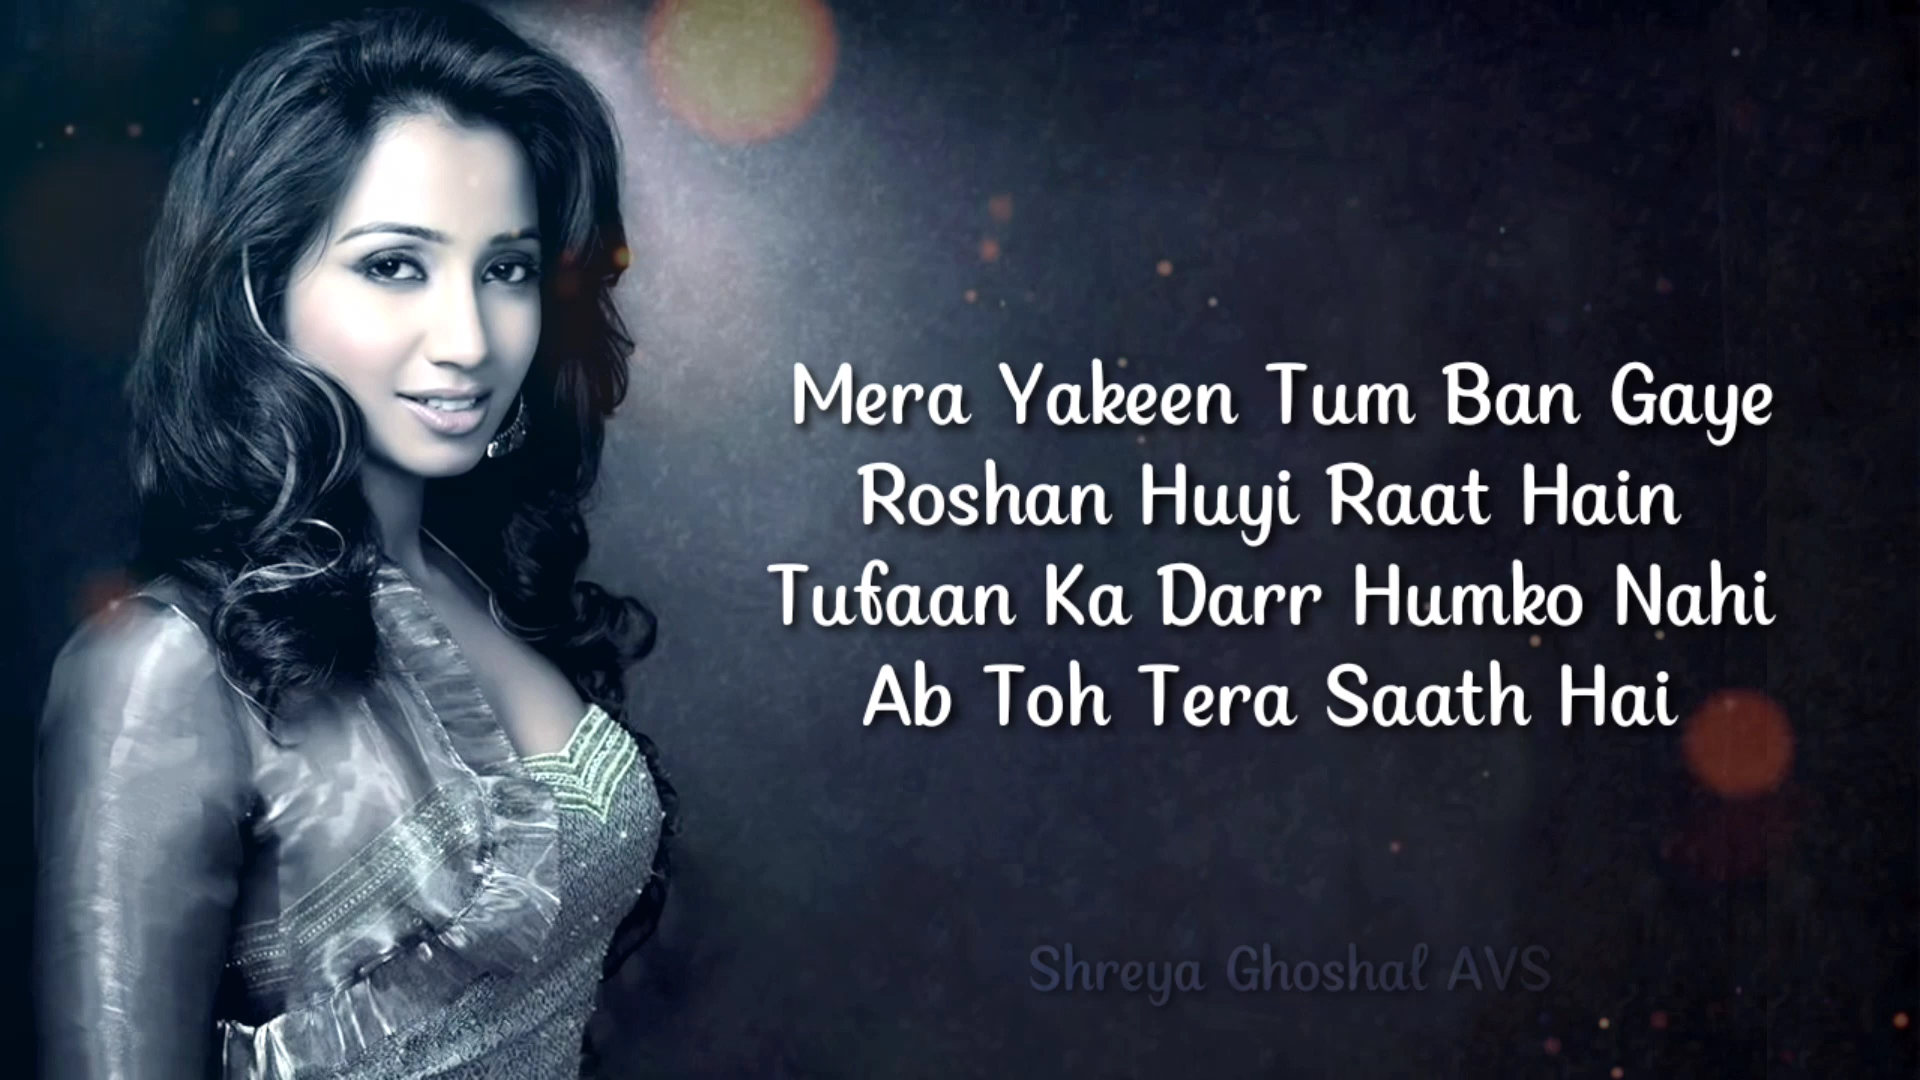 Mera Yakeen Tum Ban Gaye
Roshan Huyi Raat Hain
Tufaan Ka Darr Humko Nahi
Ab Toh Tera Saath Hai
Shreya Ghoshal AVS